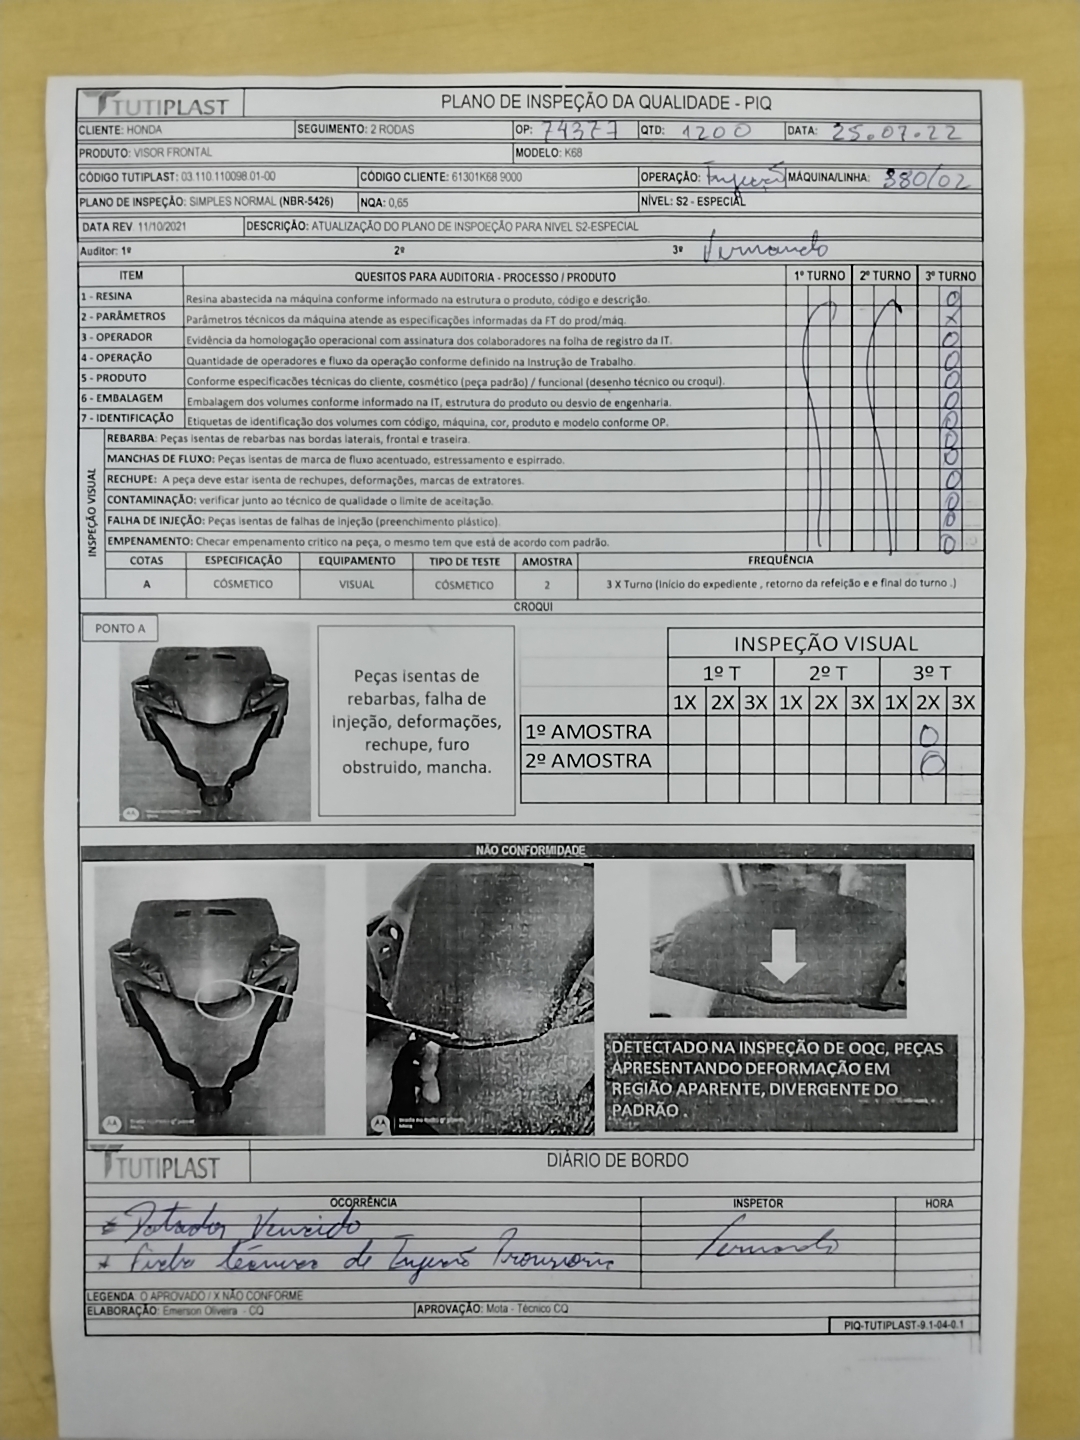 TUTIPLAST
PLANO DE INSPEÇÃO DA QUALIDADE - PIQ
CLIENTE: HONDA SEGUIMENTO: 2 RODAS OP: 74377 QTD: 1200 DATA: 25.07.22
PRODUTO: VISOR FRONTAL MODELO: K68
CÓDIGO TUTIPLAST: 03.110.110098.01-00 CÓDIGO CLIENTE: 61301K68 9000 OPERAÇÃO: Injeção MÁQUINA/LINHA: 380/02
PLANO DE INSPEÇÃO: SIMPLES NORMAL (NBR-5426) NQA: 0,65 NÍVEL: S2 - ESPECIAL
DATA REV 11/10/2021 DESCRIÇÃO: ATUALIZAÇÃO DO PLANO DE INSPOEÇÃO PARA NIVEL S2-ESPECIAL
Auditor: 1º 2º 3º Fernando
ITEM QUESITOS PARA AUDITORIA - PROCESSO / PRODUTO 1º TURNO 2º TURNO 3º TURNO
1 - RESINA Resina abastecida na máquina conforme informado na estrutura o produto, código e descrição. O
2 - PARÂMETROS Parâmetros técnicos da máquina atende as especificações informadas da FT do prod/máq. X
3 - OPERADOR Evidência da homologação operacional com assinatura dos colaboradores na folha de registro da IT. O
4 - OPERAÇÃO Quantidade de operadores e fluxo da operação conforme definido na Instrução de Trabalho. O
5 - PRODUTO Conforme especificacões técnicas do cliente, cosmético (peça padrão) / funcional (desenho técnico ou croqui). O
6 - EMBALAGEM Embalagem dos volumes conforme informado na IT, estrutura do produto ou desvio de engenharia. O
7 - IDENTIFICAÇÃO Etiquetas de identificação dos volumes com código, máquina, cor, produto e modelo conforme OP. O
INSPEÇÃO VISUAL
REBARBA: Peças isentas de rebarbas nas bordas laterais, frontal e traseira. O
MANCHAS DE FLUXO: Peças isentas de marca de fluxo acentuado, estressamento e espirrado. O
RECHUPE: A peça deve estar isenta de rechupes, deformações, marcas de extratores. O
CONTAMINAÇÃO: verificar junto ao técnico de qualidade o limite de aceitação. O
FALHA DE INJEÇÃO: Peças isentas de falhas de injeção (preenchimento plástico). O
EMPENAMENTO: Checar empenamento critico na peça, o mesmo tem que está de acordo com padrão. O
COTAS ESPECIFICAÇÃO EQUIPAMENTO TIPO DE TESTE AMOSTRA FREQUÊNCIA
A CÓSMETICO VISUAL CÓSMETICO 2 3 X Turno (Início do expediente , retorno da refeição e e final do turno .)
CROQUI
PONTO A
Peças isentas de
rebarbas, falha de
injeção, deformações,
rechupe, furo
obstruido, mancha.
INSPEÇÃO VISUAL
1º T 2º T 3º T
1X 2X 3X 1X 2X 3X 1X 2X 3X
1º AMOSTRA O
2º AMOSTRA O
NÃO CONFORMIDADE
DETECTADO NA INSPEÇÃO DE OQC, PEÇAS
APRESENTANDO DEFORMAÇÃO EM
REGIÃO APARENTE, DIVERGENTE DO
PADRÃO .
TUTIPLAST
DIÁRIO DE BORDO
OCORRÊNCIA INSPETOR HORA
* Padrão Vencido
* Ficha técnica de Injeção Provisória Fernando
LEGENDA: O APROVADO / X NÃO CONFORME
ELABORAÇÃO: Emerson Oliveira - CQ APROVAÇÃO: Mota - Técnico CQ
PIQ-TUTIPLAST-9.1-04-0.1